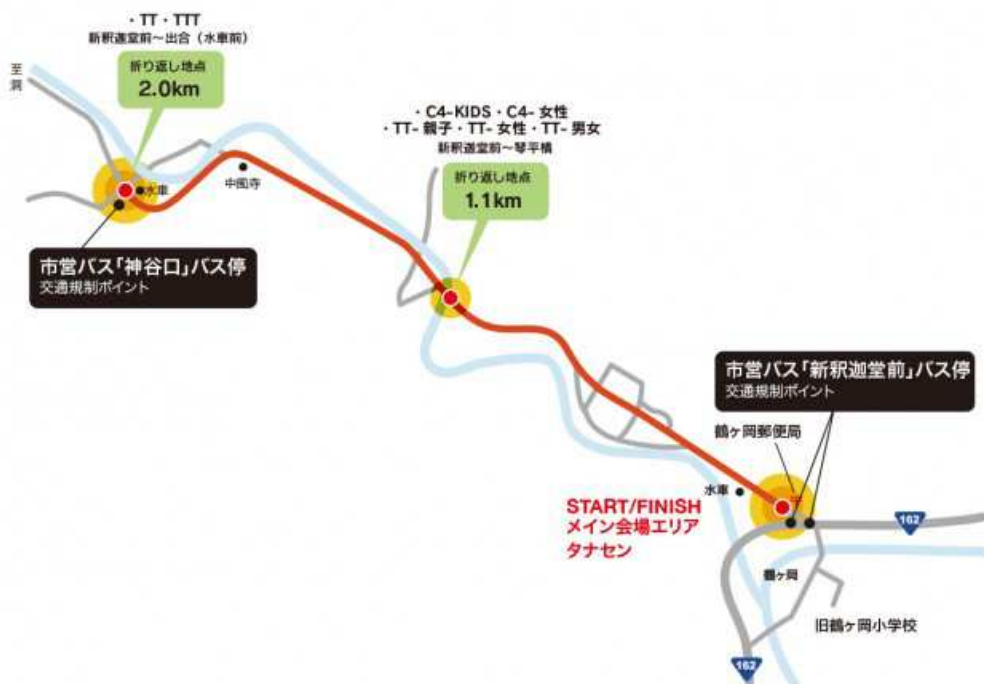 ・TT・TTT
新釈迦堂前～出合（水車前）
折り返し地点
2.0km
至
洞
・C4-KIDS・C4-女性
・TT-親子・TT-女性・TT-男女
新釈迦堂前～琴平橋
折り返し地点
1.1km
水車
中風寺
市営バス「神谷口」バス停
交通規制ポイント
市営バス「新釈迦堂前」バス停
交通規制ポイント
鶴ヶ岡郵便局
水車
〒
START/FINISH
メイン会場エリア
タナセン
162
鶴ヶ岡
旧鶴ヶ岡小学校
162